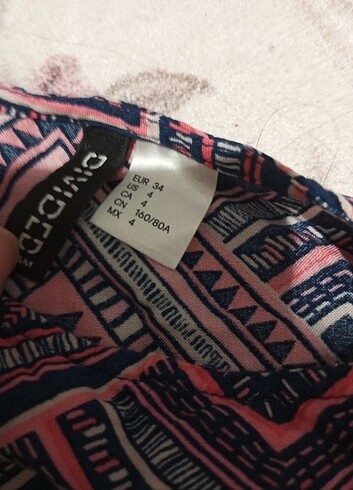 DIVIDED
EUR 34
US 4
CA 4
CN 160/80A
MX 4